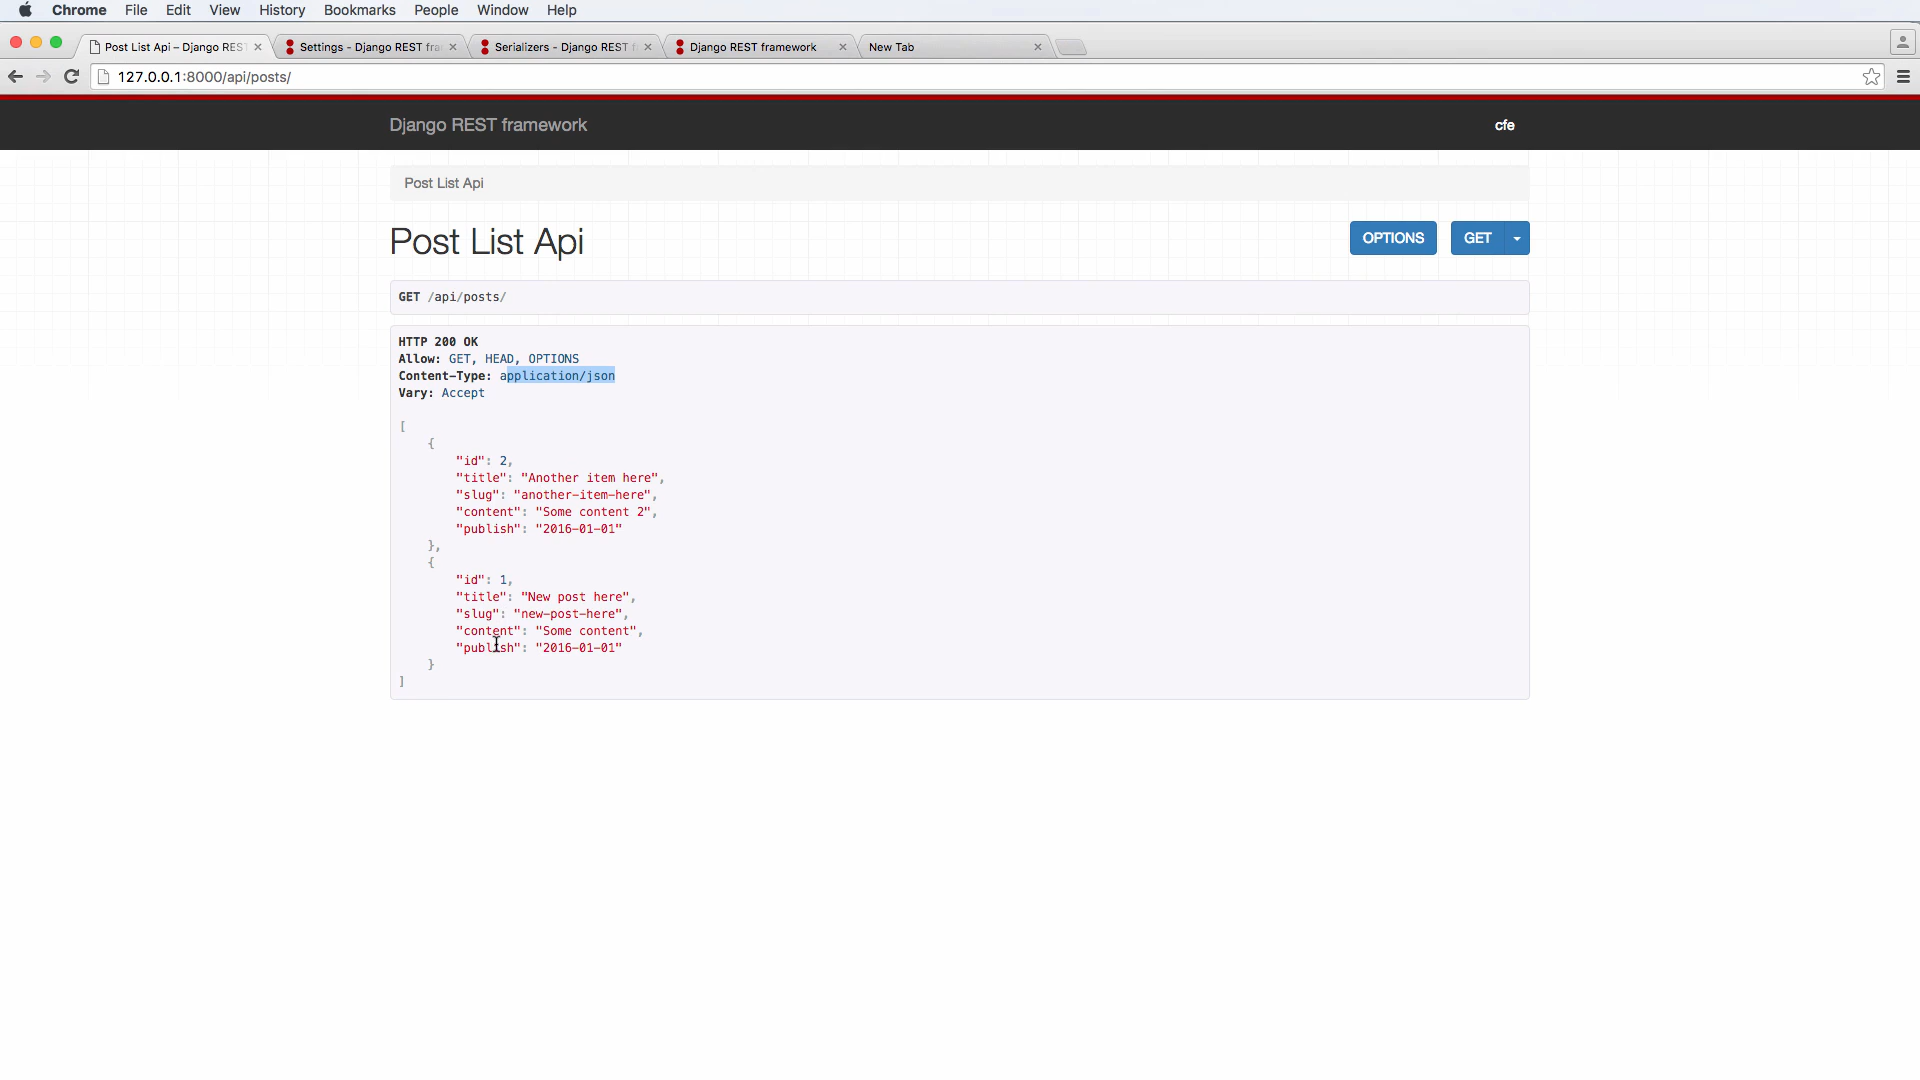 Chrome File Edit View History Bookmarks People Window Help
Post List Api – Django REST Settings - Django REST fra Serializers - Django REST f Django REST framework New Tab
127.0.0.1:8000/api/posts/
Django REST framework cfe
Post List Api
Post List Api OPTIONS GET
GET /api/posts/
HTTP 200 OK
Allow: GET, HEAD, OPTIONS
Content-Type: application/json
Vary: Accept
[
{
"id": 2,
"title": "Another item here",
"slug": "another-item-here",
"content": "Some content 2",
"publish": "2016-01-01"
},
{
"id": 1,
"title": "New post here",
"slug": "new-post-here",
"content": "Some content",
"publish": "2016-01-01"
}
]